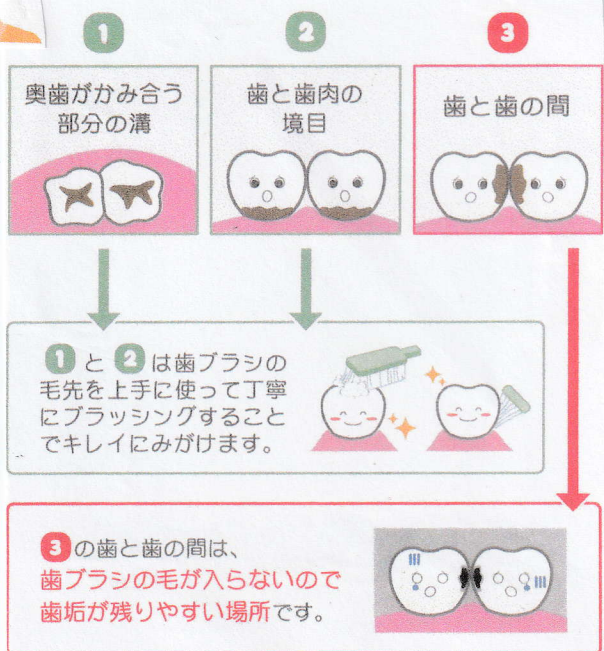 1
2
3
奥歯がかみ合う
部分の溝
歯と歯肉の
境目
歯と歯の間
1 と 2 は歯ブラシの
毛先を上手に使って丁寧
にブラッシングすること
でキレイにみがけます。
3 の歯と歯の間は、
歯ブラシの毛が入らないので
歯垢が残りやすい場所です。